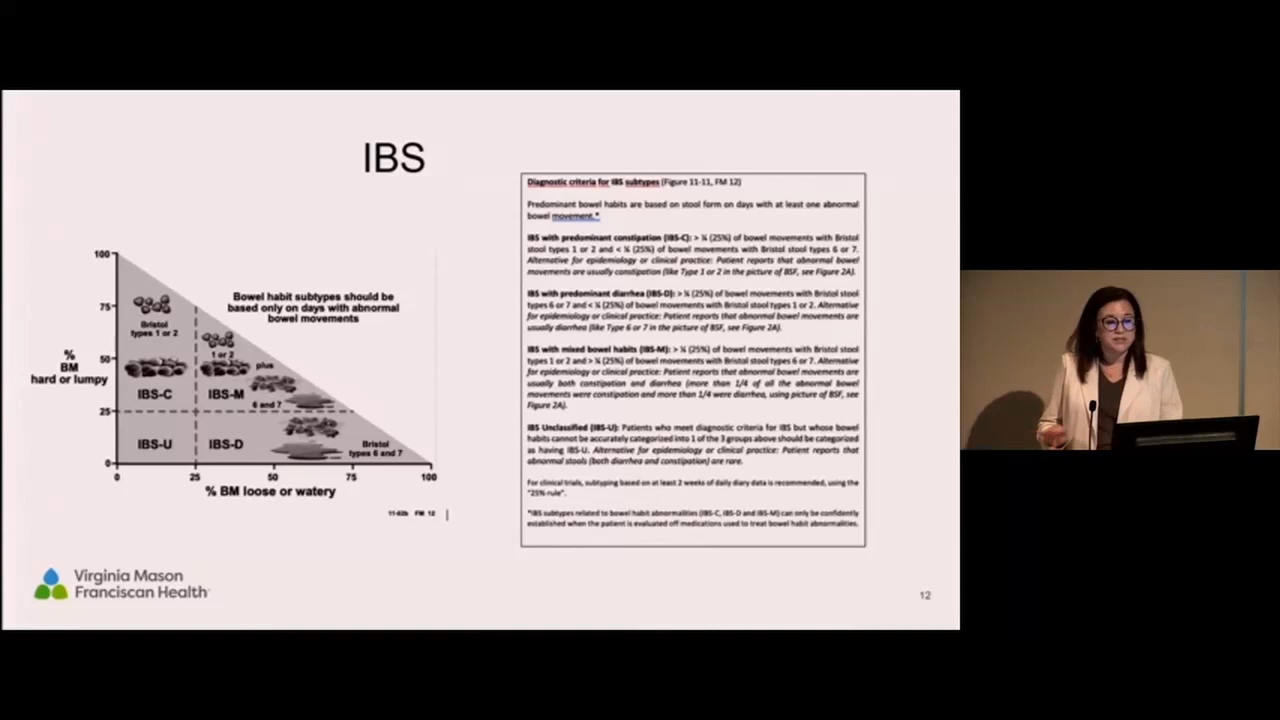 IBS
100
75
50
25
0
%
BM
hard or lumpy
Bristol
types 1 or 2
Bowel habit subtypes should be
based only on days with abnormal
bowel movements
1 or 2
plus
6 and 7
IBS-C
IBS-M
IBS-U
IBS-D
Bristol
types 6 and 7
0
25
50
75
100
% BM loose or watery
11-02b FM 12
Diagnostic criteria for IBS subtypes (Figure 11-11, FM 12)
Predominant bowel habits are based on stool form on days with at least one abnormal
bowel movement.*
IBS with predominant constipation (IBS-C): > ¼ (25%) of bowel movements with Bristol
stool types 1 or 2 and < ¼ (25%) of bowel movements with Bristol stool types 6 or 7.
Alternative for epidemiology or clinical practice: Patient reports that abnormal bowel
movements are usually constipation (like Type 1 or 2 in the picture of BSF, see Figure 2A).
IBS with predominant diarrhea (IBS-D): > ¼ (25%) of bowel movements with Bristol stool
types 6 or 7 and < ¼ (25%) of bowel movements with Bristol stool types 1 or 2. Alternative
for epidemiology or clinical practice: Patient reports that abnormal bowel movements are
usually diarrhea (like Type 6 or 7 in the picture of BSF, see Figure 2A).
IBS with mixed bowel habits (IBS-M): > ¼ (25%) of bowel movements with Bristol stool
types 1 or 2 and > ¼ (25%) of bowel movements with Bristol stool types 6 or 7. Alternative
for epidemiology or clinical practice: Patient reports that abnormal bowel movements are
usually both constipation and diarrhea (more than 1/4 of all the abnormal bowel
movements were constipation and more than 1/4 were diarrhea, using picture of BSF, see
Figure 2A).
IBS Unclassified (IBS-U): Patients who meet diagnostic criteria for IBS but whose bowel
habits cannot be accurately categorized into 1 of the 3 groups above should be categorized
as having IBS-U. Alternative for epidemiology or clinical practice: Patient reports that
abnormal stools (both diarrhea and constipation) are rare.
For clinical trials, subtyping based on at least 2 weeks of daily diary data is recommended, using the
"25% rule".
*IBS subtypes related to bowel habit abnormalities (IBS-C, IBS-D and IBS-M) can only be confidently
established when the patient is evaluated off medications used to treat bowel habit abnormalities.
Virginia Mason
Franciscan Health
12